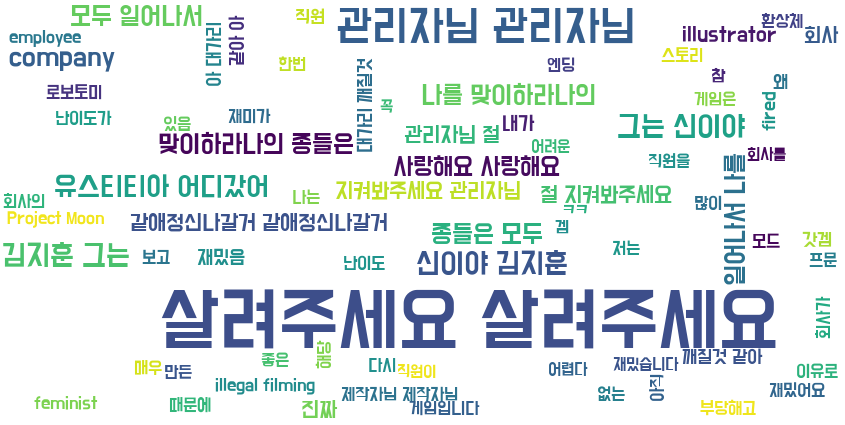 모두 일어나서
직원
관리자님 관리자님
환상체
회사
employee
company
아 대가리
같아 아
한번
대가리 깨질것
엔딩
illustrator
스토리
참
왜
로보토미
꼭
나를 맞이하라나의
게임은
fired
난이도가
있음
재미가
내가
그는 신이야
맞이하라나의 종들은
관리자님 절
어려운
사랑해요 사랑해요
직원을
회사를
일어나서 나를
유스티티아 어디갔어
회사의
나는
지켜봐주세요 관리자님
절 지켜봐주세요
많이
Project Moon
같애정신나갈거 같애정신나갈거
ㅋㅋ
겜
종들은 모두
저는
모드
갓겜
김지훈 그는
보고
재밌음
난이도
신이야 김지훈
프문
살려주세요 살려주세요
회사가
매우
만든
좋은
해당
다시
직원이
어렵다
재밌습니다
깨질것 같아
이유로
illegal filming
제작자님 제작자님
없는
아직
재밌어요
feminist
때문에
진짜
게임입니다
부당해고